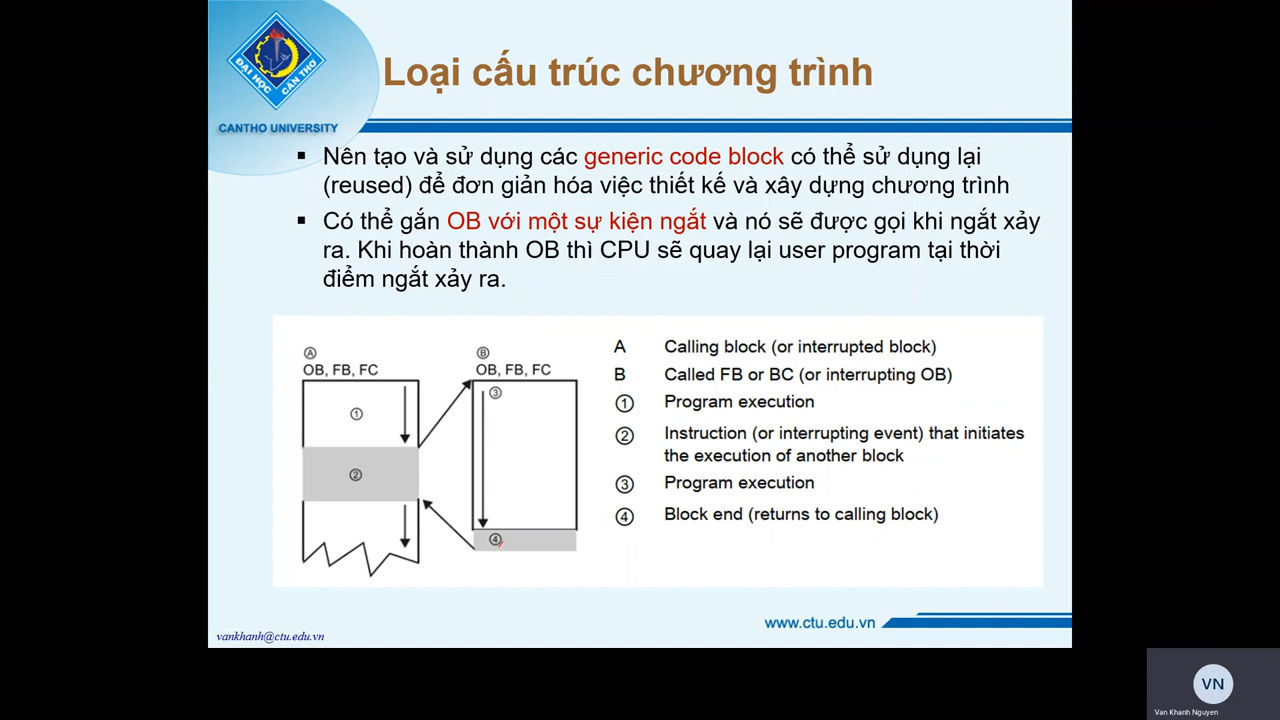 ĐẠI HỌC CẦN THƠ
CANTHO UNIVERSITY
Loại cấu trúc chương trình
▪ Nên tạo và sử dụng các generic code block có thể sử dụng lại
(reused) để đơn giản hóa việc thiết kế và xây dựng chương trình
▪ Có thể gắn OB với một sự kiện ngắt và nó sẽ được gọi khi ngắt xảy
ra. Khi hoàn thành OB thì CPU sẽ quay lại user program tại thời
điểm ngắt xảy ra.
Ⓐ
OB, FB, FC
①
②
Ⓑ
OB, FB, FC
③
④
A Calling block (or interrupted block)
B Called FB or BC (or interrupting OB)
① Program execution
② Instruction (or interrupting event) that initiates
the execution of another block
③ Program execution
④ Block end (returns to calling block)
www.ctu.edu.vn
vankhanh@ctu.edu.vn
VN
Van Khanh Nguyen